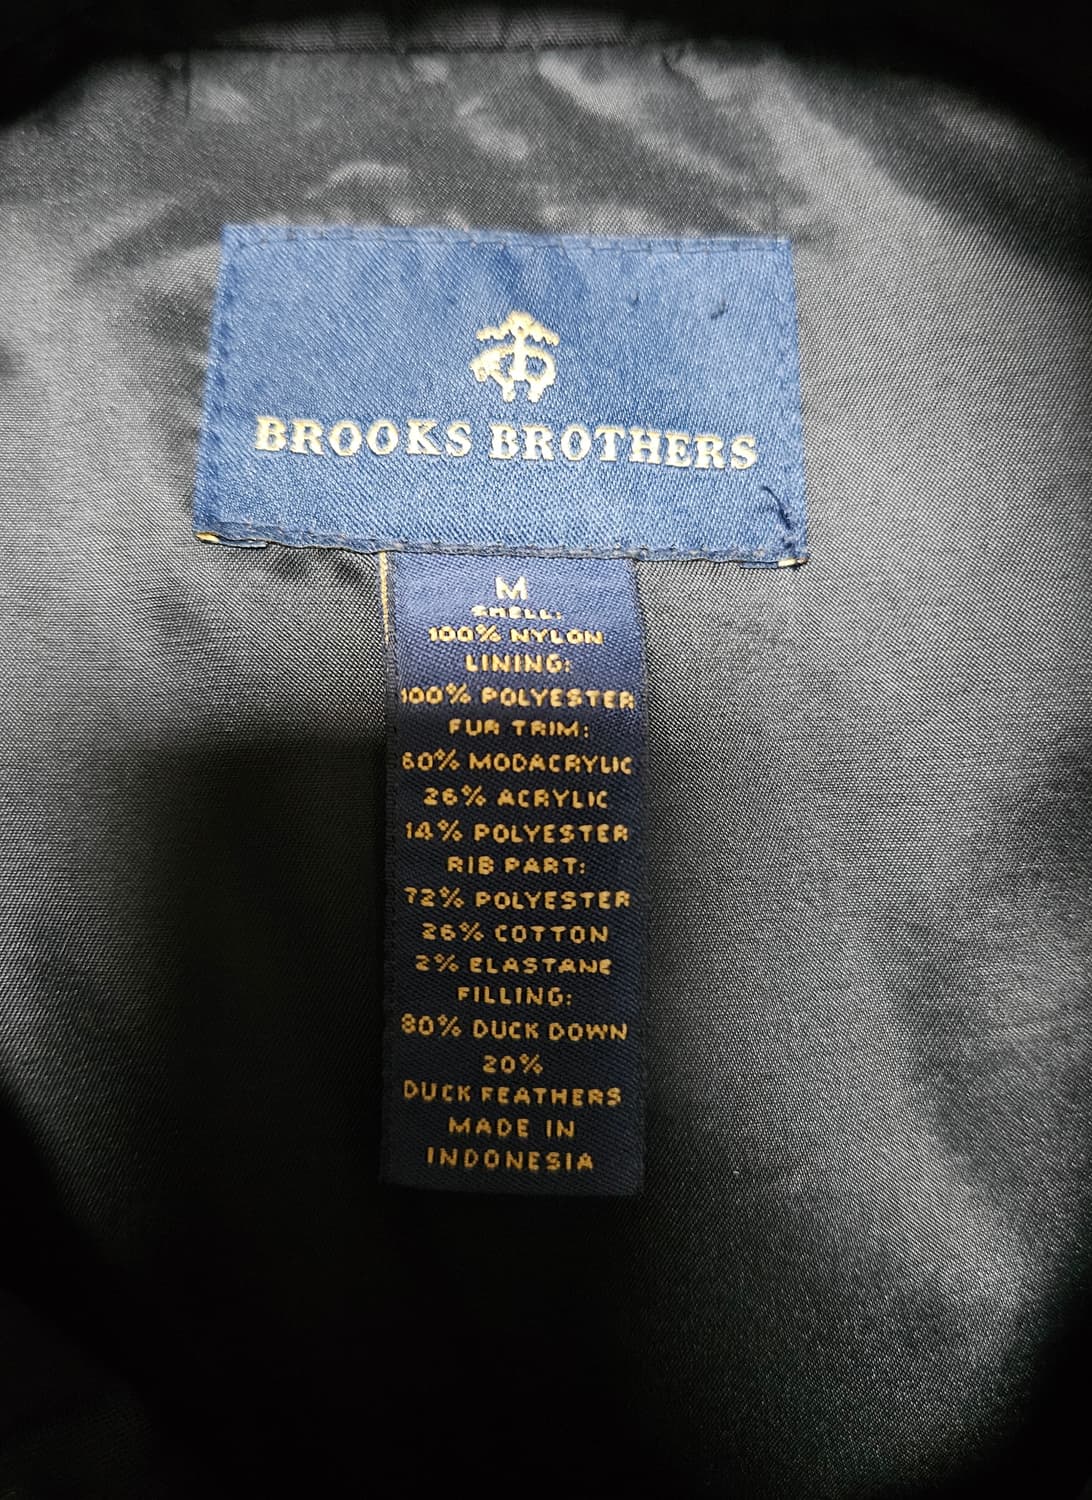 BROOKS BROTHERS
M
SHELL:
100% NYLON
LINING:
100% POLYESTER
FUR TRIM:
60% MODACRYLIC
26% ACRYLIC
14% POLYESTER
RIB PART:
72% POLYESTER
26% COTTON
2% ELASTANE
FILLING:
80% DUCK DOWN
20%
DUCK FEATHERS
MADE IN
INDONESIA